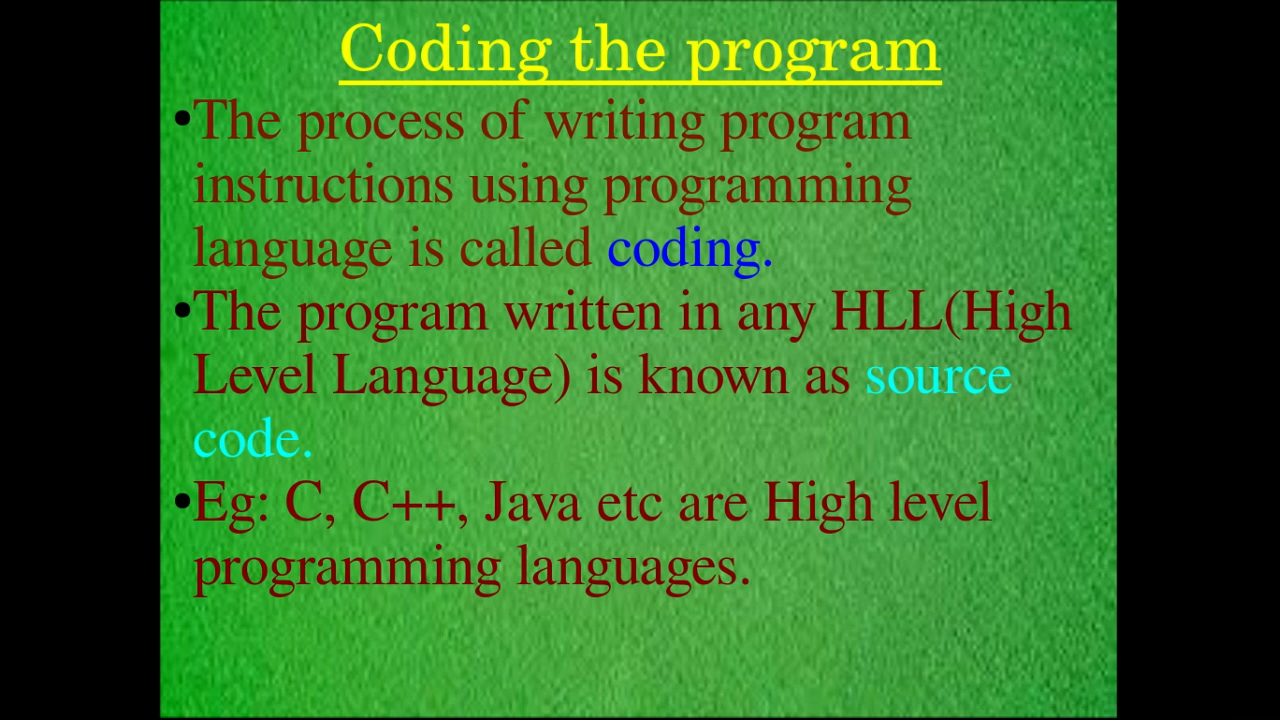 Coding the program
•The process of writing program
instructions using programming
language is called coding.
•The program written in any HLL(High
Level Language) is known as source
code.
•Eg: C, C++, Java etc are High level
programming languages.